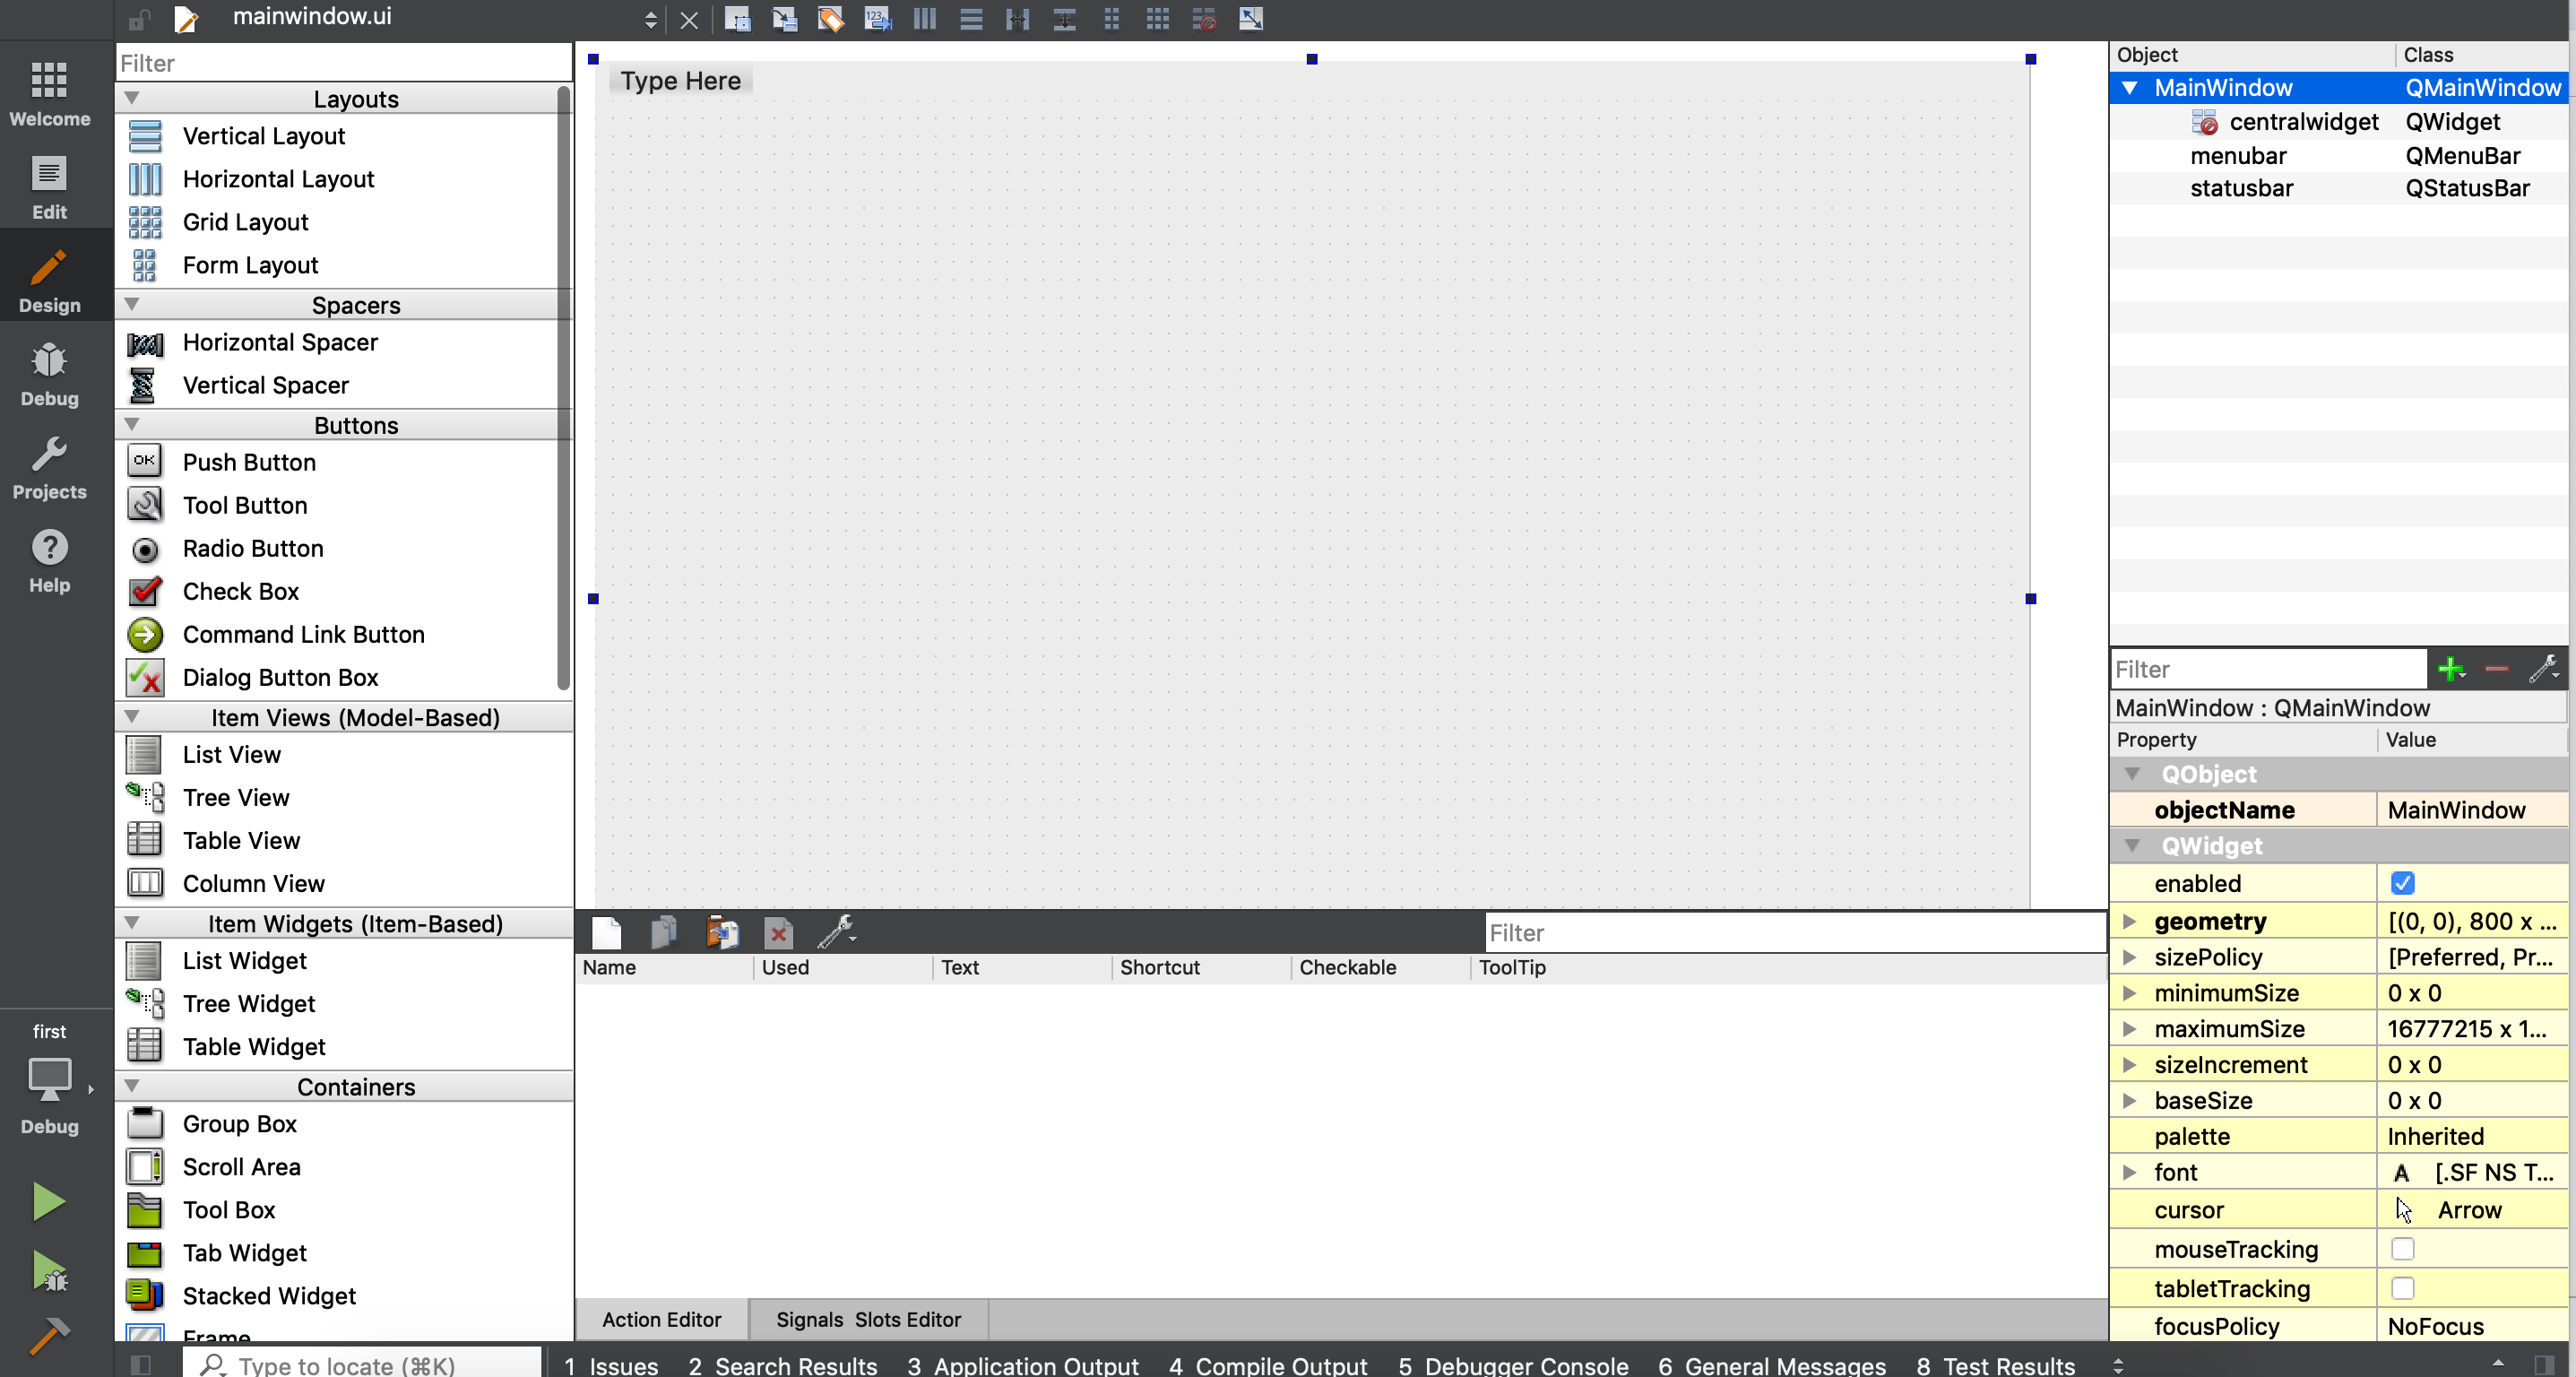 mainwindow.ui
Welcome
Edit
Design
Debug
Projects
Help
first
Debug
Filter
Layouts
Vertical Layout
Horizontal Layout
Grid Layout
Form Layout
Spacers
Horizontal Spacer
Vertical Spacer
Buttons
OK
Push Button
Tool Button
Radio Button
Check Box
Command Link Button
Dialog Button Box
Item Views (Model-Based)
List View
Tree View
Table View
Column View
Item Widgets (Item-Based)
List Widget
Tree Widget
Table Widget
Containers
Group Box
Scroll Area
Tool Box
Tab Widget
Stacked Widget
Frame
123
Type Here
Filter
Name Used Text Shortcut Checkable ToolTip
Action Editor Signals Slots Editor
Object Class
MainWindow QMainWindow
centralwidget QWidget
menubar QMenuBar
statusbar QStatusBar
Filter
MainWindow : QMainWindow
Property Value
QObject
objectName MainWindow
QWidget
enabled
geometry [(0, 0), 800 x ...
sizePolicy [Preferred, Pr...
minimumSize 0 x 0
maximumSize 16777215 x 1...
sizeIncrement 0 x 0
baseSize 0 x 0
palette Inherited
font A [.SF NS T...
cursor Arrow
mouseTracking
tabletTracking
focusPolicy NoFocus
Type to locate (⌘K) 1 Issues 2 Search Results 3 Application Output 4 Compile Output 5 Debugger Console 6 General Messages 8 Test Results